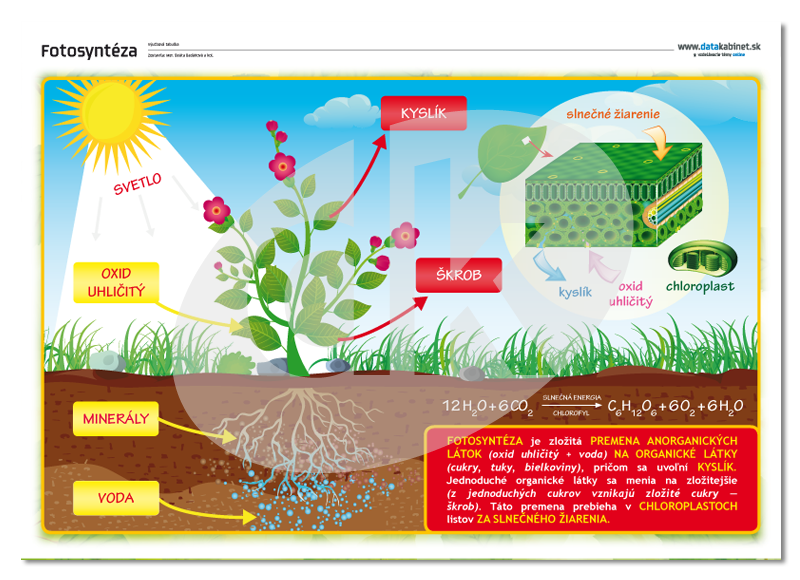 Fotosyntéza
www.datakabinet.sk
SVETLO
KYSLÍK
slnečné žiarenie
OXID
UHLIČITÝ
ŠKROB
kyslík
oxid
uhličitý
chloroplast
MINERÁLY
VODA
12H₂O+6CO₂ SLNEČNÁ ENERGIA CHLOROFYL C₆H₁₂O₆+6O₂+6H₂O
FOTOSYNTÉZA je zložitá PREMENA ANORGANICKÝCH
LÁTOK (oxid uhličitý + voda) NA ORGANICKÉ LÁTKY
(cukry, tuky, bielkoviny), pričom sa uvoľní KYSLÍK.
Jednoduché organické látky sa menia na zložitejšie
(z jednoduchých cukrov vznikajú zložité cukry –
škrob). Táto premena prebieha v CHLOROPLASTOCH
listov ZA SLNEČNÉHO ŽIARENIA.